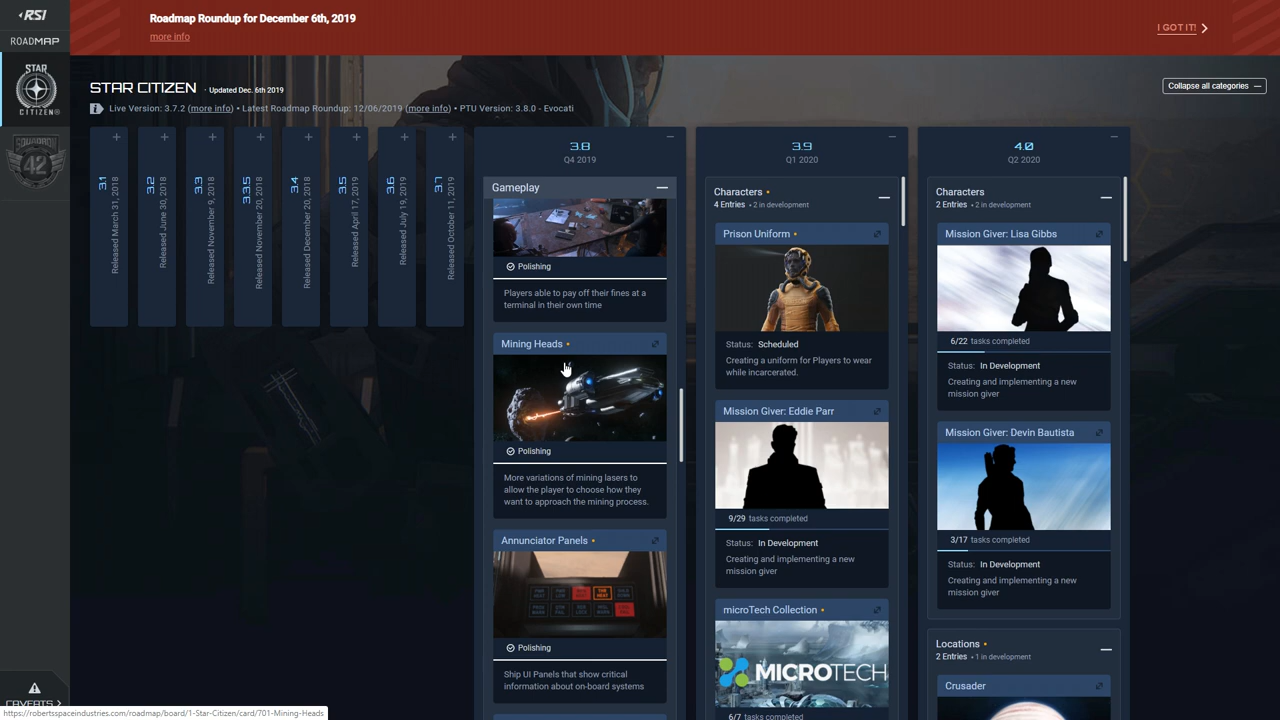 RSI
ROADMAP
STAR
CITIZEN®
SQUADRON
42
CAVEATS
Roadmap Roundup for December 6th, 2019
more info
I GOT IT!
STAR CITIZEN • Updated Dec. 6th 2019
Live Version: 3.7.2 (more info) • Latest Roadmap Roundup: 12/06/2019 (more info) • PTU Version: 3.8.0 - Evocati
Collapse all categories
3.1
Released March 31, 2018
3.2
Released June 30, 2018
3.3
Released November 9, 2018
3.3.5
Released November 20, 2018
3.4
Released December 20, 2018
3.5
Released April 17, 2019
3.6
Released July 19, 2019
3.7
Released October 11, 2019
3.8
Q4 2019
Gameplay
Polishing
Players able to pay off their fines at a
terminal in their own time
Mining Heads •
Polishing
More variations of mining lasers to
allow the player to choose how they
want to approach the mining process.
Annunciator Panels •
Polishing
Ship UI Panels that show critical
information about on-board systems
3.9
Q1 2020
Characters •
4 Entries • 2 in development
Prison Uniform •
Status: Scheduled
Creating a uniform for Players to wear
while incarcerated.
Mission Giver: Eddie Parr
9/29 tasks completed
Status: In Development
Creating and implementing a new
mission giver
microTech Collection •
MICROTECH
6/7 tasks completed
4.0
Q2 2020
Characters
2 Entries • 2 in development
Mission Giver: Lisa Gibbs
6/22 tasks completed
Status: In Development
Creating and implementing a new
mission giver
Mission Giver: Devin Bautista
3/17 tasks completed
Status: In Development
Creating and implementing a new
mission giver
Locations •
2 Entries • 1 in development
Crusader
https://robertsspaceindustries.com/roadmap/board/1-Star-Citizen/card/701-Mining-Heads